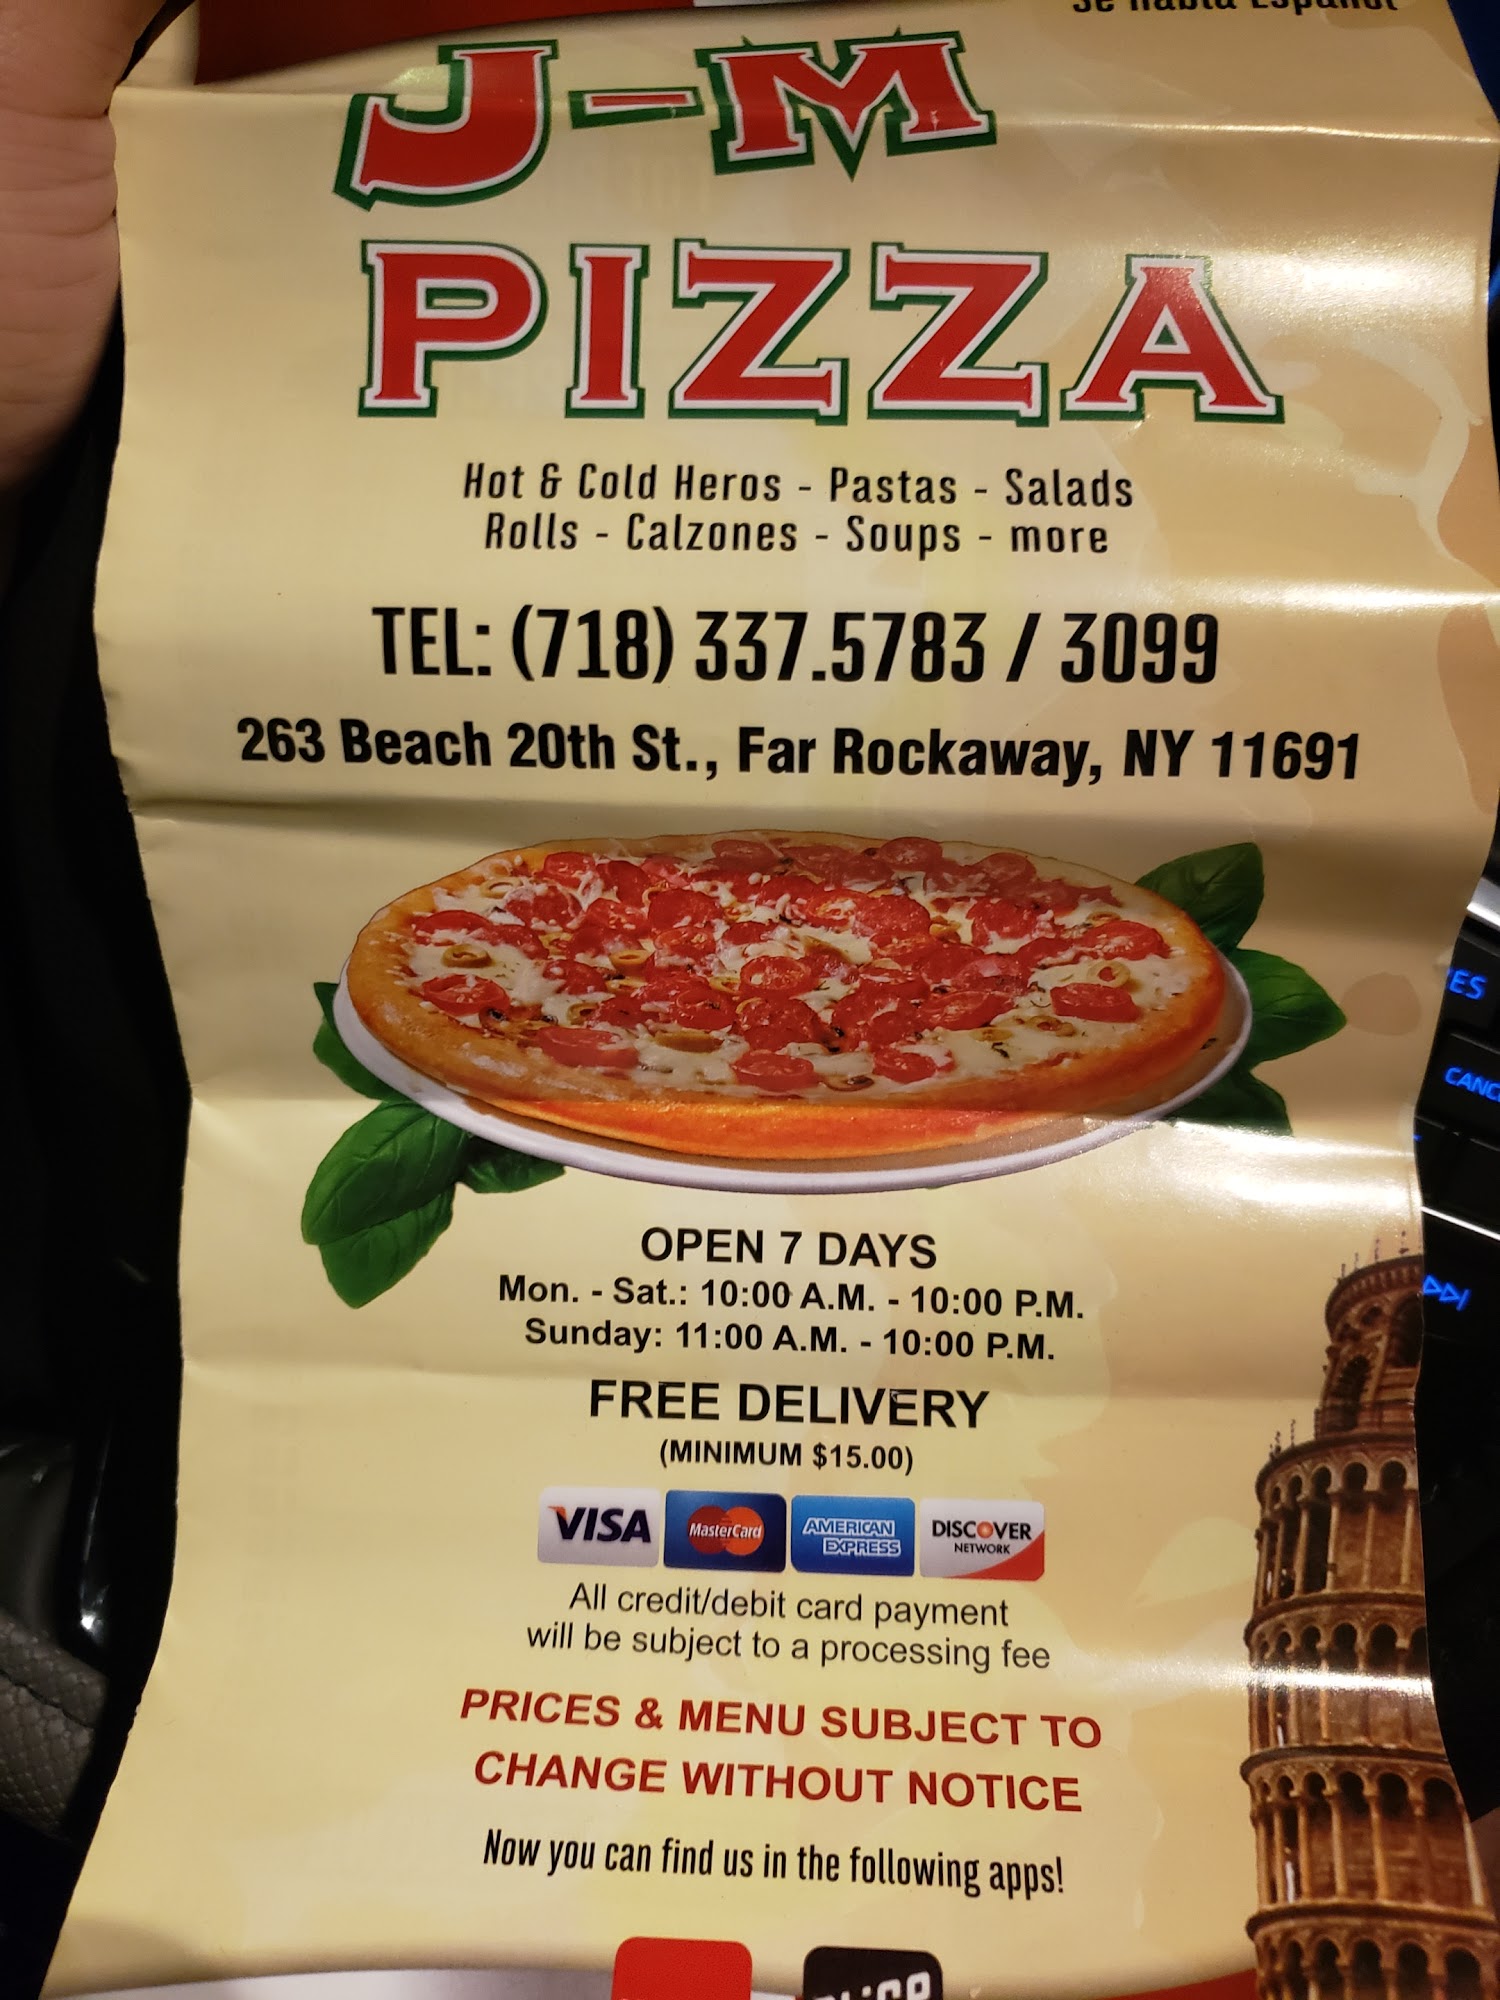 Se Habla Español
J-M
PIZZA
Hot & Cold Heros - Pastas - Salads
Rolls - Calzones - Soups - more
TEL: (718) 337.5783 / 3099
263 Beach 20th St., Far Rockaway, NY 11691
OPEN 7 DAYS
Mon. - Sat.: 10:00 A.M. - 10:00 P.M.
Sunday: 11:00 A.M. - 10:00 P.M.
FREE DELIVERY
(MINIMUM $15.00)
VISA MasterCard AMERICAN EXPRESS DISCOVER NETWORK
All credit/debit card payment
will be subject to a processing fee
PRICES & MENU SUBJECT TO
CHANGE WITHOUT NOTICE
Now you can find us in the following apps!